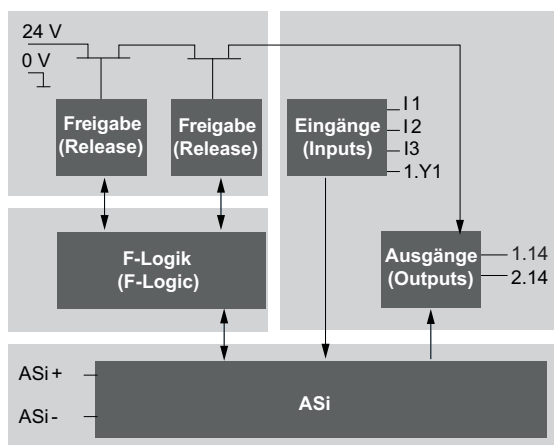 24 V
0 V
Freigabe
(Release)
Freigabe
(Release)
Eingänge
(Inputs)
I1
I2
I3
1.Y1
F-Logik
(F-Logic)
Ausgänge
(Outputs)
1.14
2.14
ASi+
ASi-
ASi